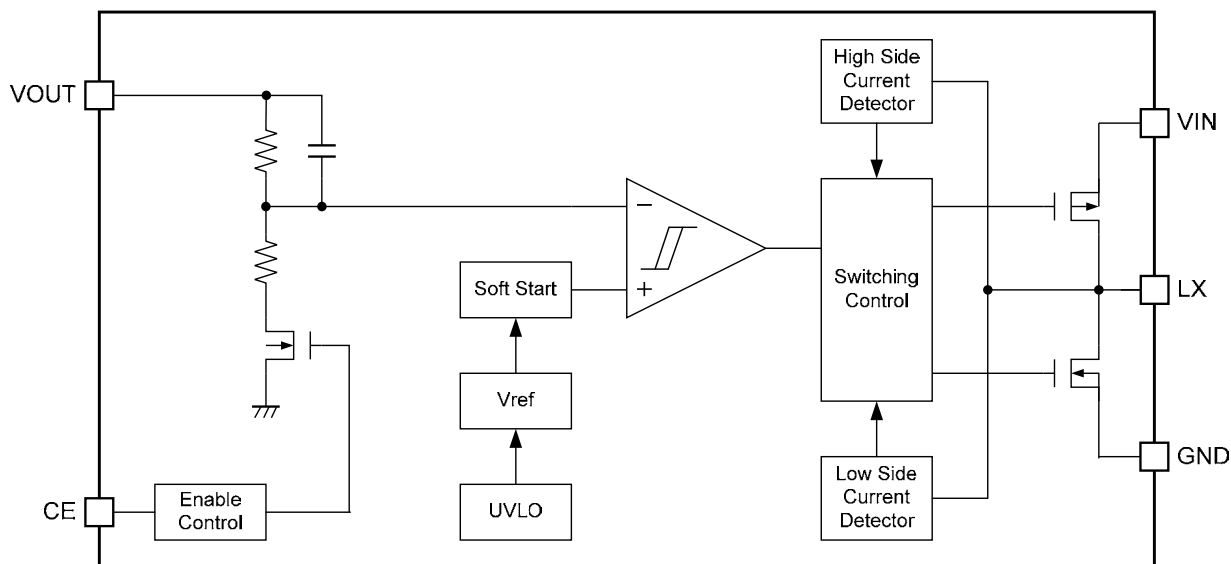 High Side
Current
Detector
VOUT
VIN
−
Soft Start
+
Switching
Control
LX
Vref
GND
CE
Enable
Control
UVLO
Low Side
Current
Detector